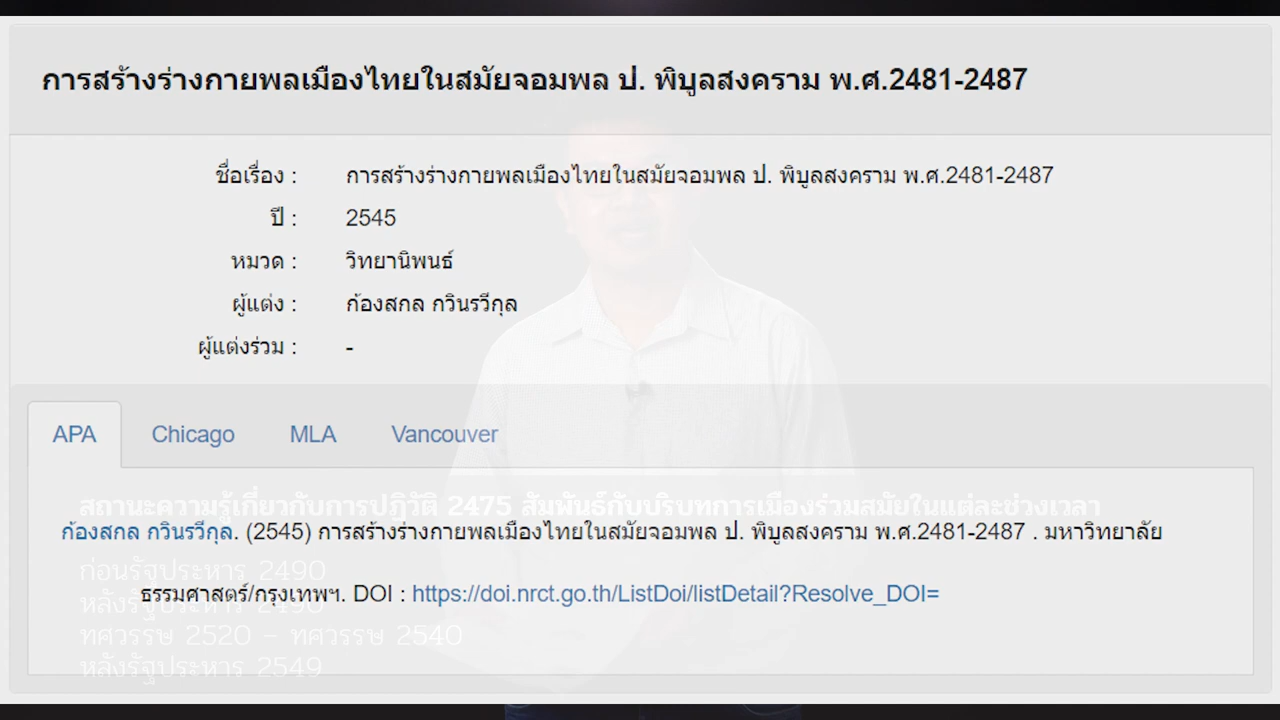 การสร้างร่างกายพลเมืองไทยในสมัยจอมพล ป. พิบูลสงคราม พ.ศ.2481-2487
ชื่อเรื่อง : การสร้างร่างกายพลเมืองไทยในสมัยจอมพล ป. พิบูลสงคราม พ.ศ.2481-2487
ปี : 2545
หมวด : วิทยานิพนธ์
ผู้แต่ง : ก้องสกล กวินรวีกุล
ผู้แต่งร่วม : -
APA Chicago MLA Vancouver
สถานะความรู้เกี่ยวกับการปฏิวัติ 2475 สัมพันธ์กับบริบทการเมืองร่วมสมัยในแต่ละช่วงเวลา
ก้องสกล กวินรวีกุล. (2545) การสร้างร่างกายพลเมืองไทยในสมัยจอมพล ป. พิบูลสงคราม พ.ศ.2481-2487 . มหาวิทยาลัย
ก่อนรัฐประหาร 2490
ธรรมศาสตร์/กรุงเทพฯ. DOI : https://doi.nrct.go.th/ListDoi/listDetail?Resolve_DOI=
หลังรัฐประหาร 2490
ทศวรรษ 2520 – ทศวรรษ 2540
หลังรัฐประหาร 2549